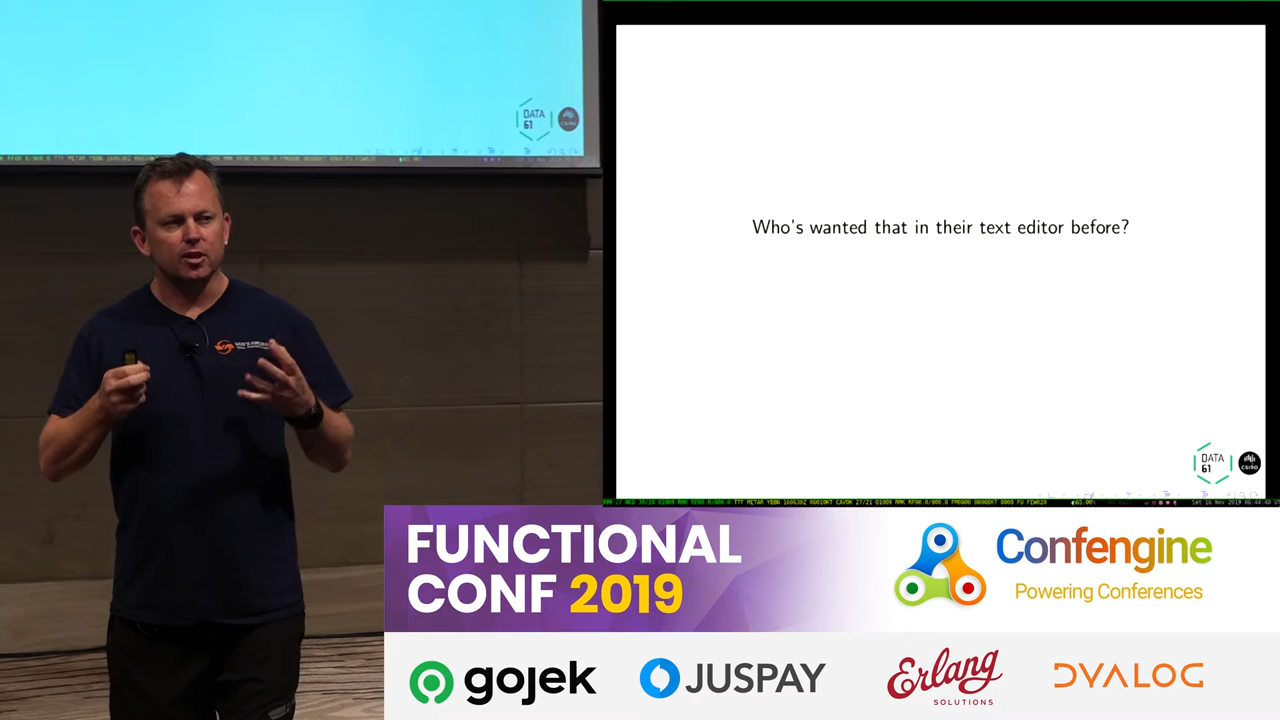 DATA
61
Who's wanted that in their text editor before?
DATA
61
CSIRO
FUNCTIONAL
CONF 2019
Confengine
Powering Conferences
gojek
JUSPAY
Erlang
SOLUTIONS
DYALOG